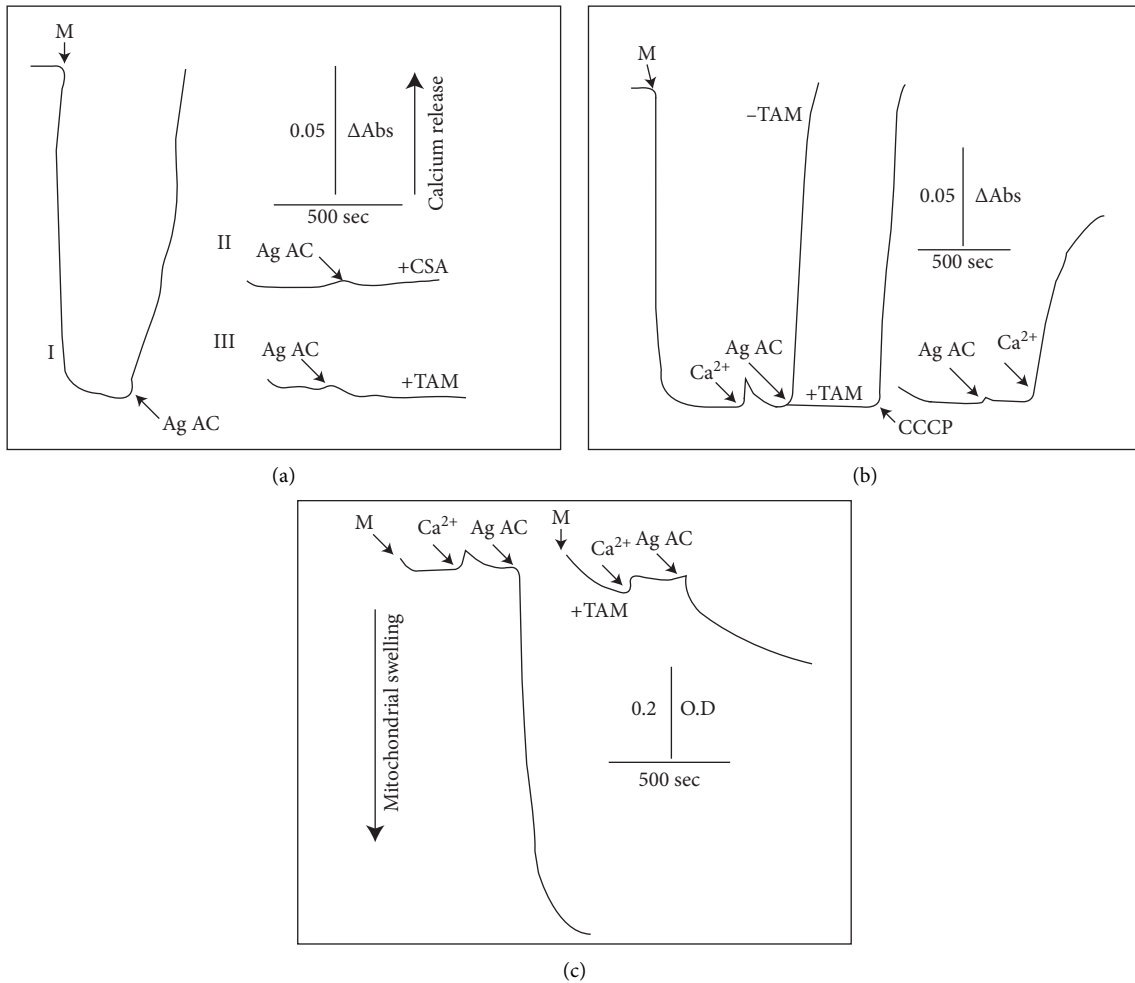 M
0.05 ΔAbs
Calcium release
500 sec
II
Ag AC
+CSA
I
III
Ag AC
+TAM
Ag AC
(a)
M
–TAM
0.05 ΔAbs
500 sec
Ca2+
Ag AC
+TAM
CCCP
Ag AC
Ca2+
(b)
M
Ca2+
Ag AC
M
Ca2+
Ag AC
+TAM
Mitochondrial swelling
0.2 O.D
500 sec
(c)